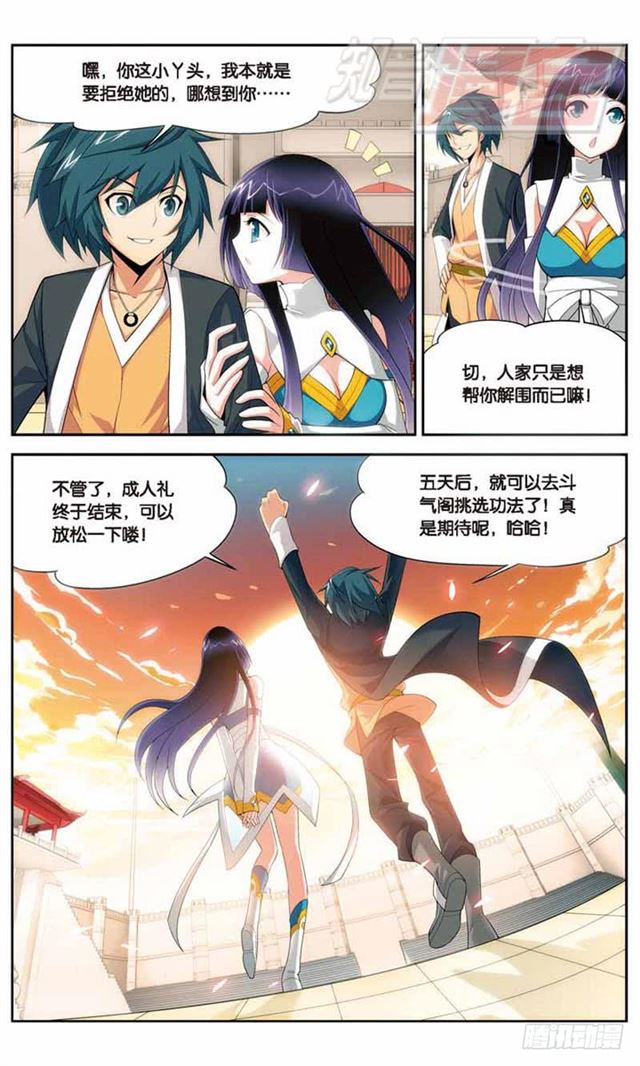 嘿，你这小丫头，我本就是
要拒绝她的，哪想到你……
切，人家只是想
帮你解围而已嘛！
不管了，成人礼
终于结束，可以
放松一下喽！
五天后，就可以去斗
气阁挑选功法了！真
是期待呢，哈哈！
腾讯动漫